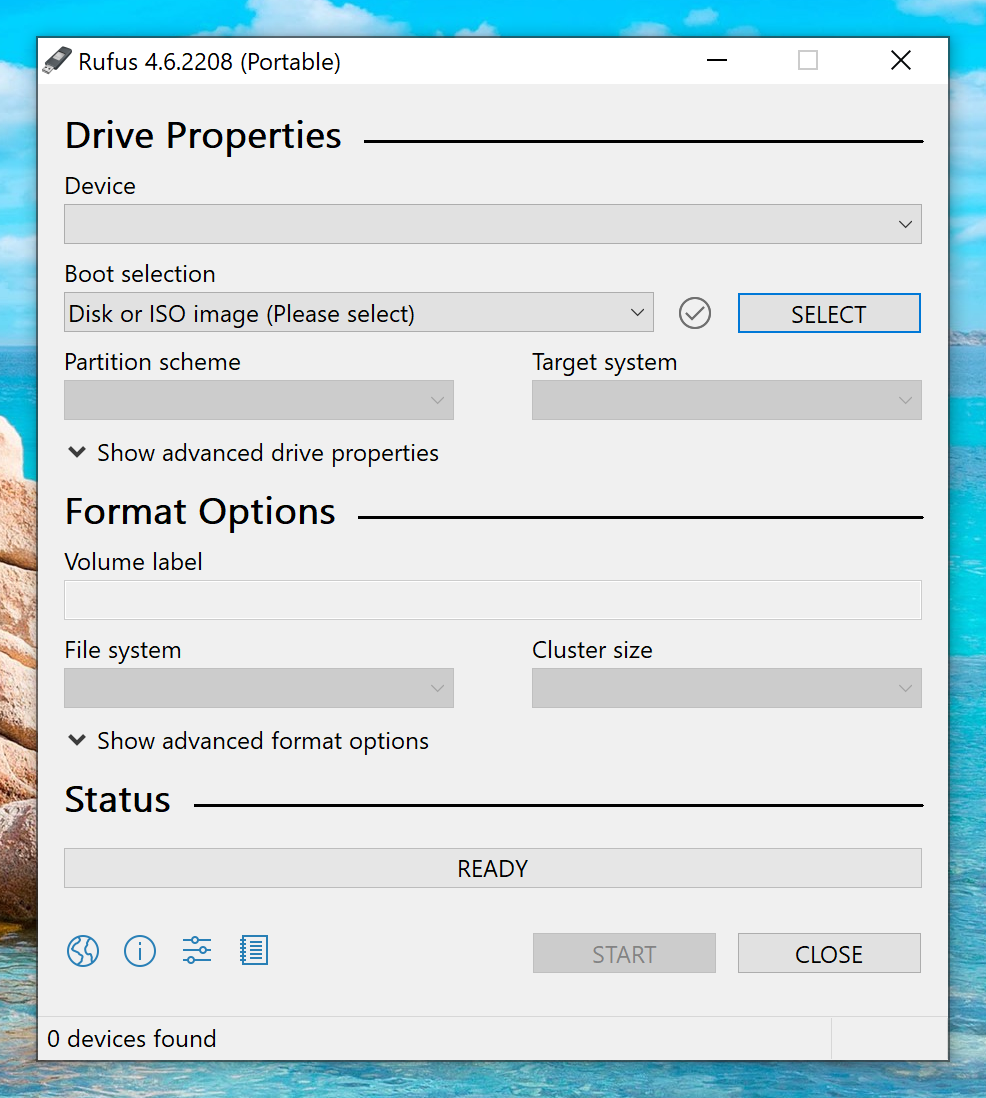 Rufus 4.6.2208 (Portable)
Drive Properties
Device
Boot selection
Disk or ISO image (Please select)
SELECT
Partition scheme
Target system
Show advanced drive properties
Format Options
Volume label
File system
Cluster size
Show advanced format options
Status
READY
START
CLOSE
0 devices found